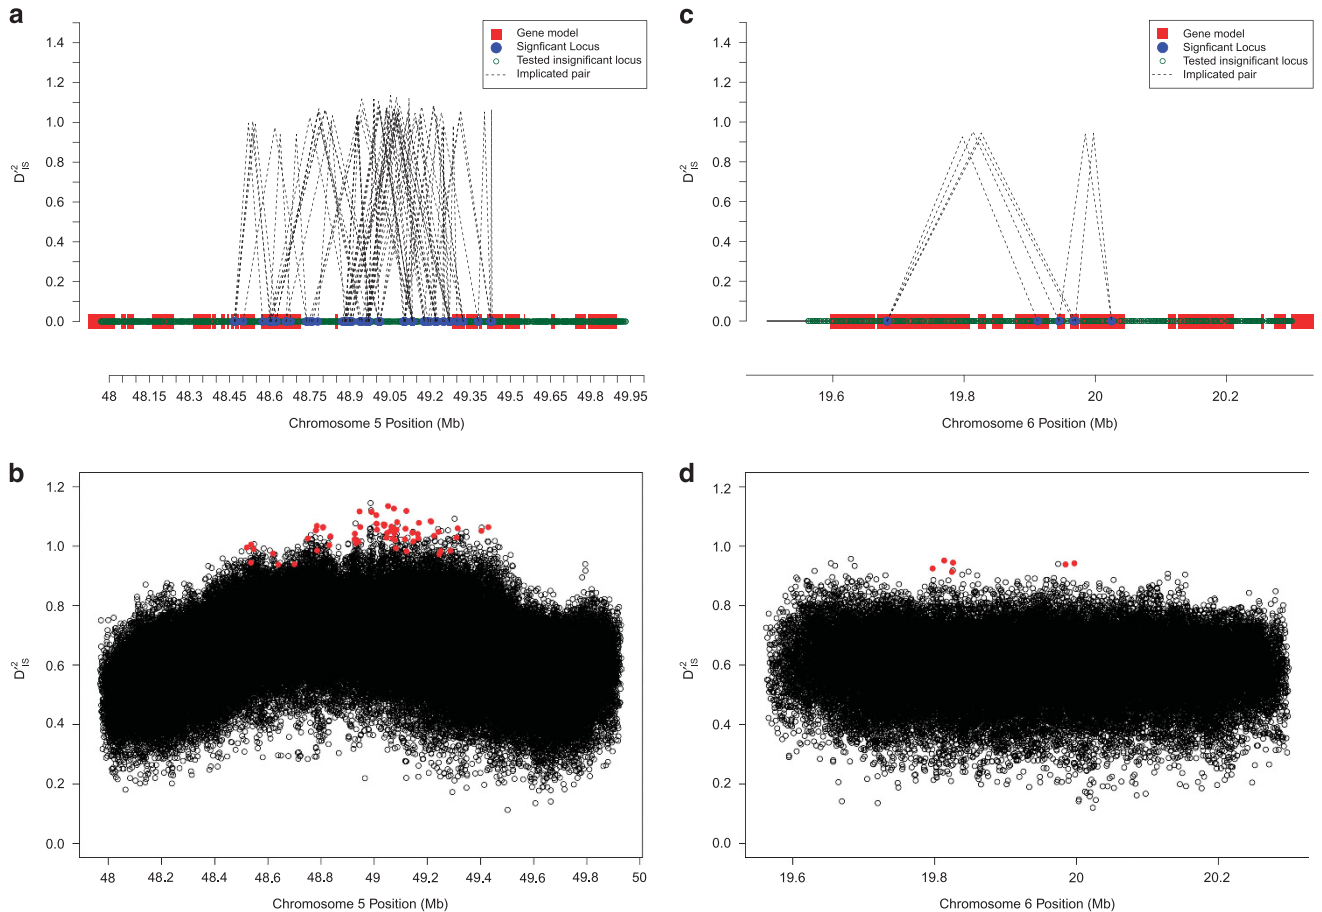 a
1.4
1.2
1.0
0.8
0.6
0.4
0.2
0.0
D'²IS
Gene model
Signficant Locus
Tested insignificant locus
Implicated pair
48 48.15 48.3 48.45 48.6 48.75 48.9 49.05 49.2 49.35 49.5 49.65 49.8 49.95
Chromosome 5 Position (Mb)
c
1.4
1.2
1.0
0.8
0.6
0.4
0.2
0.0
D'²IS
Gene model
Signficant Locus
Tested insignificant locus
Implicated pair
19.6 19.8 20 20.2
Chromosome 6 Position (Mb)
b
1.2
1.0
0.8
0.6
0.4
0.2
0.0
D'²IS
48 48.2 48.4 48.6 48.8 49 49.2 49.4 49.6 49.8 50
Chromosome 5 Position (Mb)
d
1.2
1.0
0.8
0.6
0.4
0.2
0.0
D'²IS
19.6 19.8 20 20.2
Chromosome 6 Position (Mb)